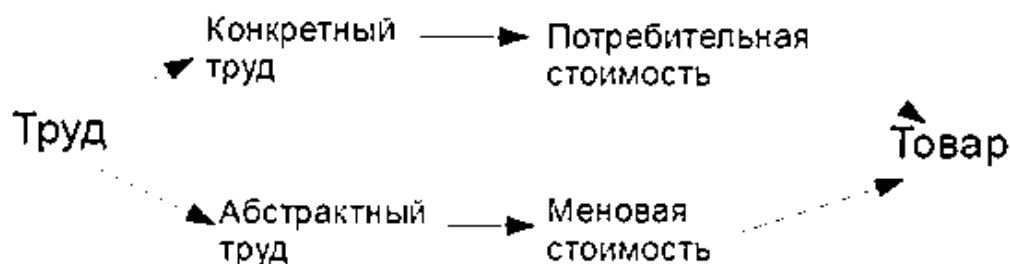 Конкретный
труд
Потребительная
стоимость
Труд
Товар
Абстрактный
труд
Меновая
стоимость